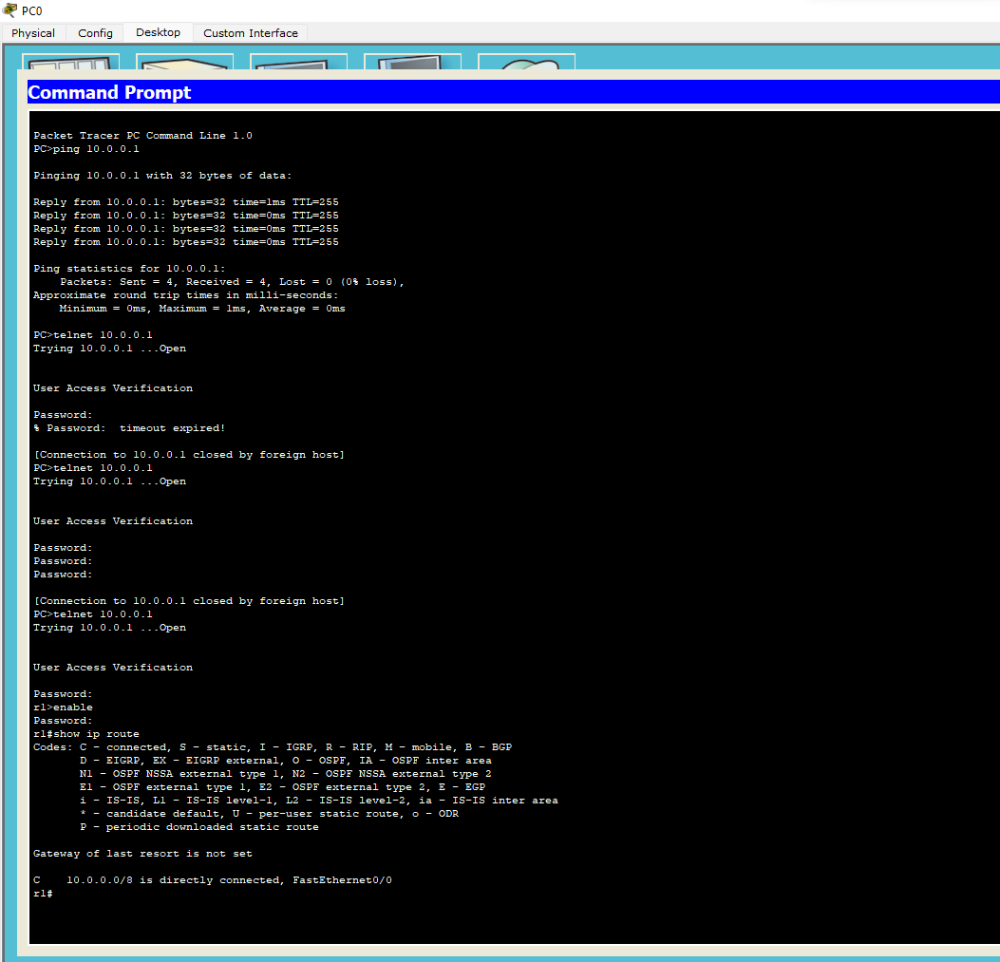 PC0
Physical Config Desktop Custom Interface
Command Prompt
Packet Tracer PC Command Line 1.0
PC>ping 10.0.0.1
Pinging 10.0.0.1 with 32 bytes of data:
Reply from 10.0.0.1: bytes=32 time=1ms TTL=255
Reply from 10.0.0.1: bytes=32 time=0ms TTL=255
Reply from 10.0.0.1: bytes=32 time=0ms TTL=255
Reply from 10.0.0.1: bytes=32 time=0ms TTL=255
Ping statistics for 10.0.0.1:
    Packets: Sent = 4, Received = 4, Lost = 0 (0% loss),
Approximate round trip times in milli-seconds:
    Minimum = 0ms, Maximum = 1ms, Average = 0ms
PC>telnet 10.0.0.1
Trying 10.0.0.1 ...Open
User Access Verification
Password:
% Password:  timeout expired!
[Connection to 10.0.0.1 closed by foreign host]
PC>telnet 10.0.0.1
Trying 10.0.0.1 ...Open
User Access Verification
Password:
Password:
Password:
[Connection to 10.0.0.1 closed by foreign host]
PC>telnet 10.0.0.1
Trying 10.0.0.1 ...Open
User Access Verification
Password:
r1>enable
Password:
r1#show ip route
Codes: C - connected, S - static, I - IGRP, R - RIP, M - mobile, B - BGP
       D - EIGRP, EX - EIGRP external, O - OSPF, IA - OSPF inter area
       N1 - OSPF NSSA external type 1, N2 - OSPF NSSA external type 2
       E1 - OSPF external type 1, E2 - OSPF external type 2, E - EGP
       i - IS-IS, L1 - IS-IS level-1, L2 - IS-IS level-2, ia - IS-IS inter area
       * - candidate default, U - per-user static route, o - ODR
       P - periodic downloaded static route
Gateway of last resort is not set
C    10.0.0.0/8 is directly connected, FastEthernet0/0
r1#